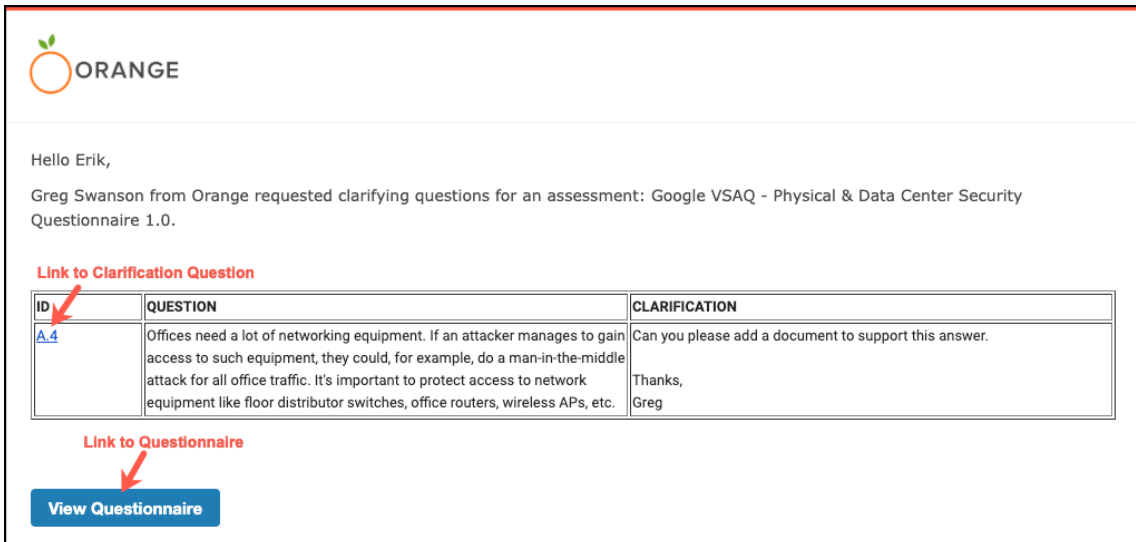 ORANGE
Hello Erik,
Greg Swanson from Orange requested clarifying questions for an assessment: Google VSAQ - Physical & Data Center Security
Questionnaire 1.0.
Link to Clarification Question
ID QUESTION CLARIFICATION
A.4 Offices need a lot of networking equipment. If an attacker manages to gain Can you please add a document to support this answer.
access to such equipment, they could, for example, do a man-in-the-middle
attack for all office traffic. It's important to protect access to network Thanks,
equipment like floor distributor switches, office routers, wireless APs, etc. Greg
Link to Questionnaire
View Questionnaire